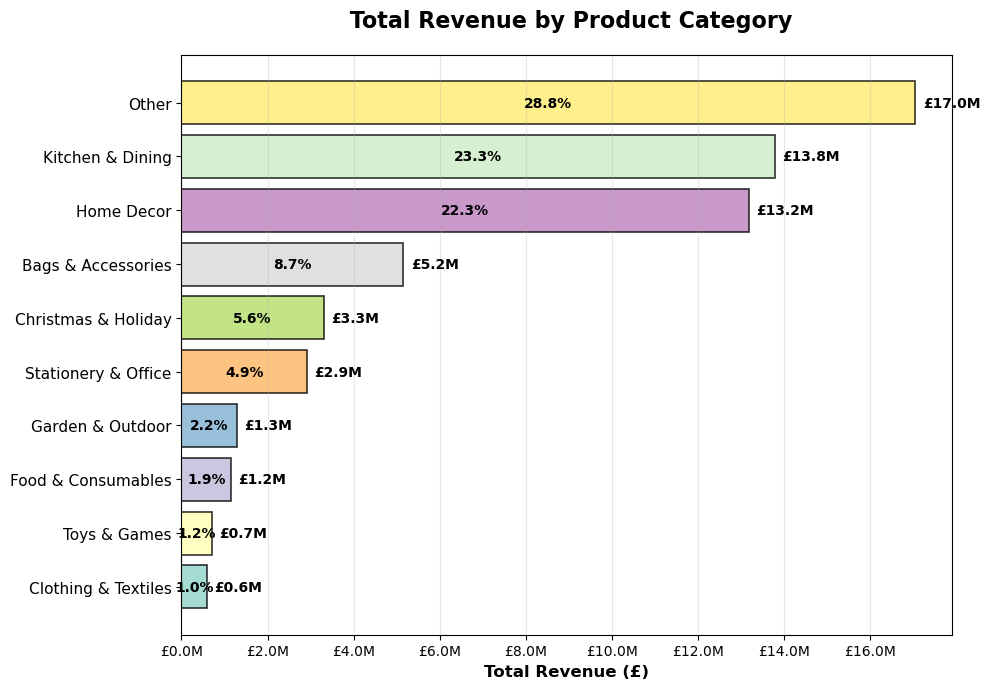 Total Revenue by Product Category
Other 28.8% £17.0M
Kitchen & Dining 23.3% £13.8M
Home Decor 22.3% £13.2M
Bags & Accessories 8.7% £5.2M
Christmas & Holiday 5.6% £3.3M
Stationery & Office 4.9% £2.9M
Garden & Outdoor 2.2% £1.3M
Food & Consumables 1.9% £1.2M
Toys & Games 1.2% £0.7M
Clothing & Textiles 1.0% £0.6M
£0.0M £2.0M £4.0M £6.0M £8.0M £10.0M £12.0M £14.0M £16.0M
Total Revenue (£)